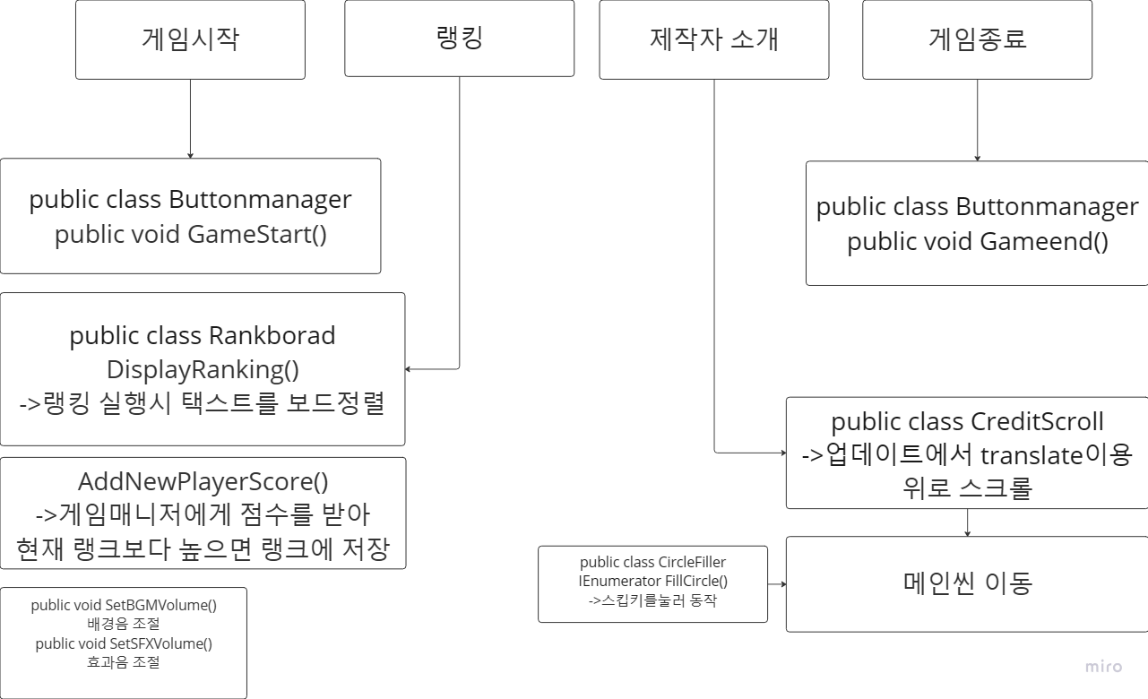 게임시작
랭킹
제작자 소개
게임종료
public class Buttonmanager
public void GameStart()
public class Buttonmanager
public void Gameend()
public class Rankborad
DisplayRanking()
->랭킹 실행시 택스트를 보드정렬
public class CreditScroll
->업데이트에서 translate이용
위로 스크롤
AddNewPlayerScore()
->게임매니저에게 점수를 받아
현재 랭크보다 높으면 랭크에 저장
public class CircleFiller
IEnumerator FillCircle()
->스킵키를눌러 동작
메인씬 이동
public void SetBGMVolume()
배경음 조절
public void SetSFXVolume()
효과음 조절
miro